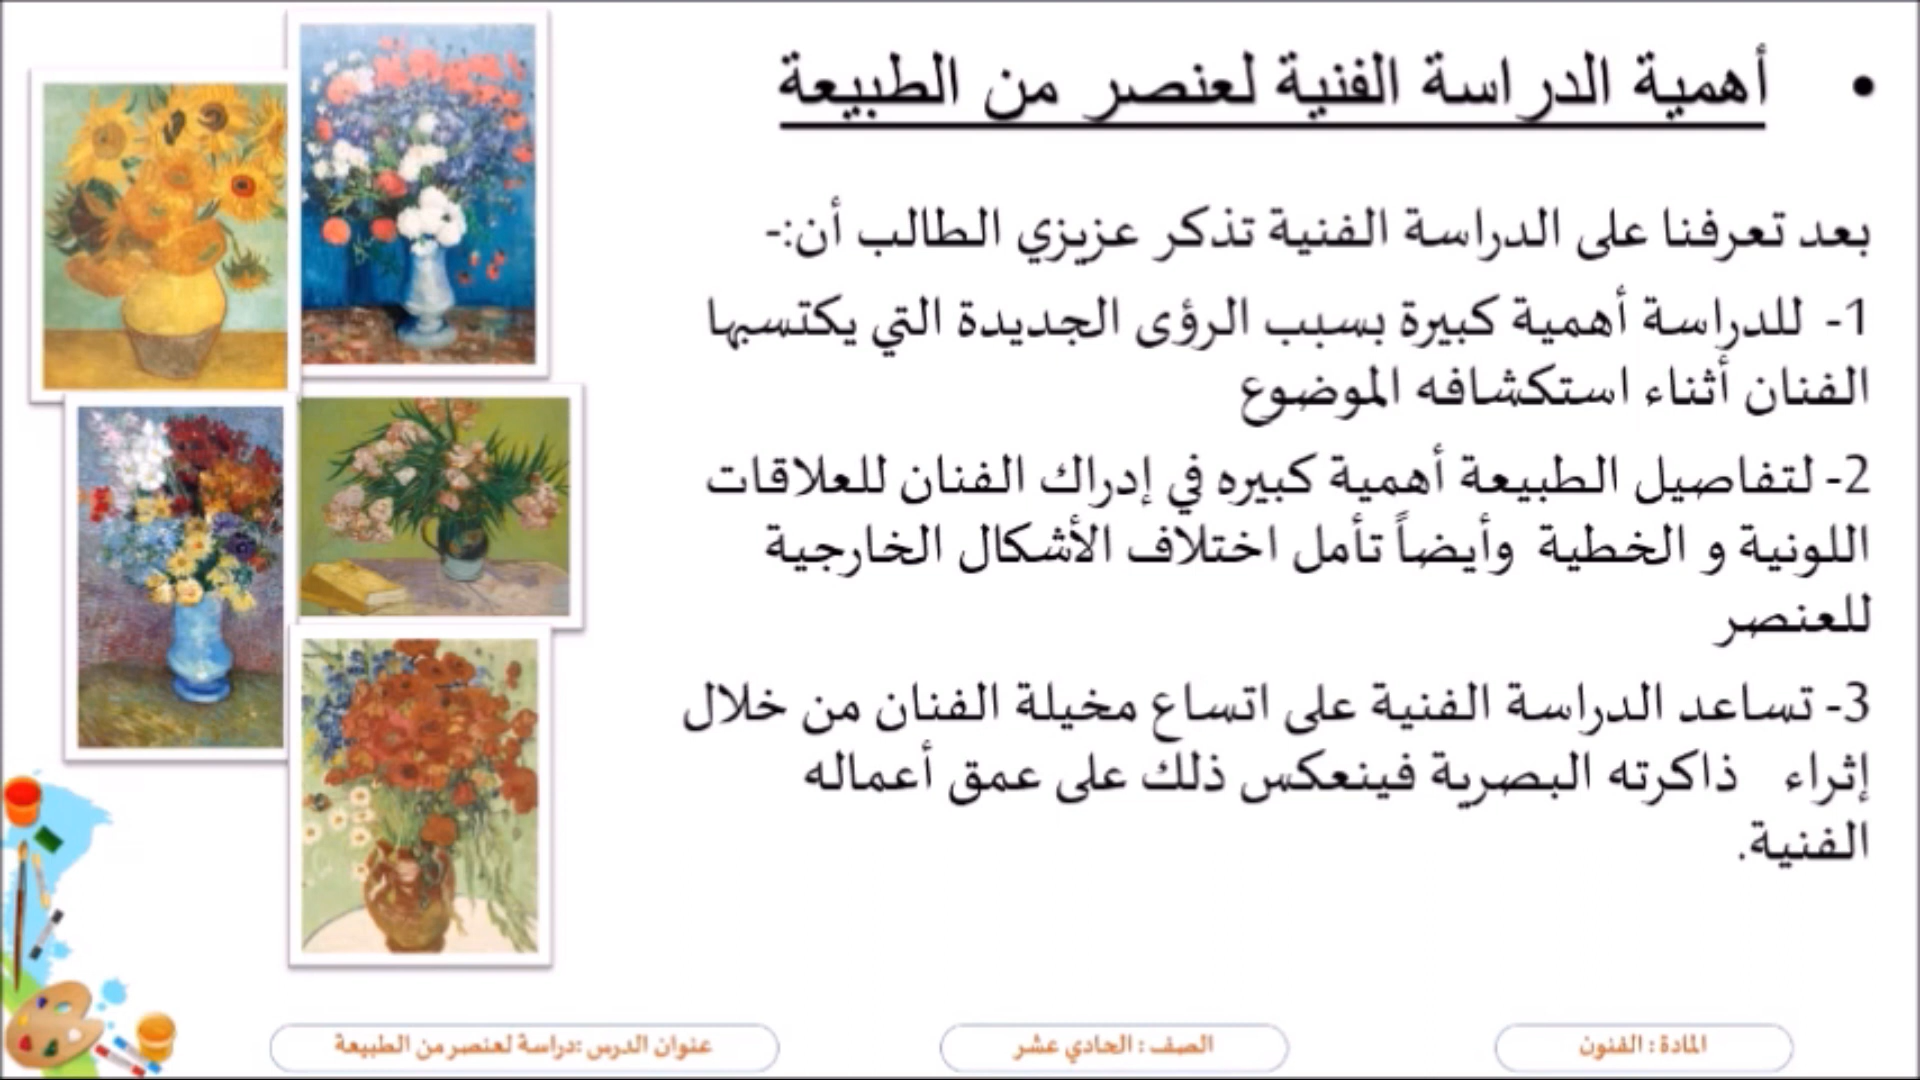 • أهمية الدراسة الفنية لعنصر من الطبيعة
بعد تعرفنا على الدراسة الفنية تذكر عزيزي الطالب أن:-
1- للدراسة أهمية كبيرة بسبب الرؤى الجديدة التي يكتسبها
الفنان أثناء استكشافه الموضوع
2- لتفاصيل الطبيعة أهمية كبيره في إدراك الفنان للعلاقات
اللونية و الخطية وأيضاً تأمل اختلاف الأشكال الخارجية
للعنصر
3- تساعد الدراسة الفنية على اتساع مخيلة الفنان من خلال
إثراء ذاكرته البصرية فينعكس ذلك على عمق أعماله
الفنية.
المادة : الفنون
الصف : الحادي عشر
عنوان الدرس :دراسة لعنصر من الطبيعة